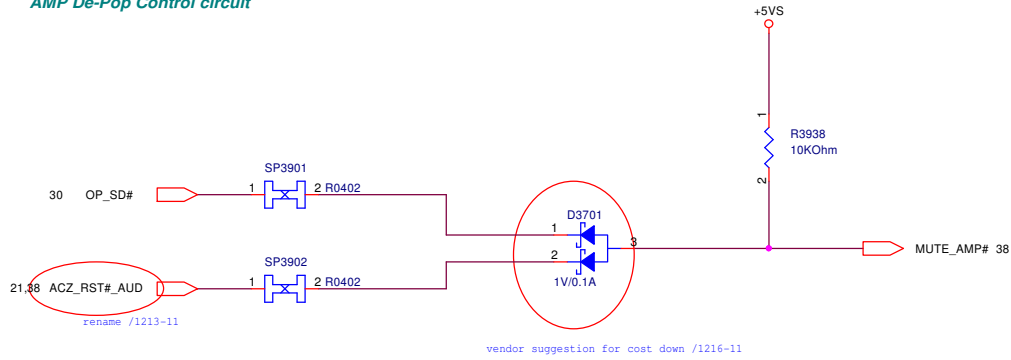 AMP De-Pop Control circuit
+5VS
1
R3938
10KOhm
2
SP3901
30 OP_SD# 1 2 R0402
D3701
1
3
MUTE_AMP# 38
2
SP3902
1V/0.1A
21,38 ACZ_RST#_AUD 1 2 R0402
rename /1213-11
vendor suggestion for cost down /1216-11